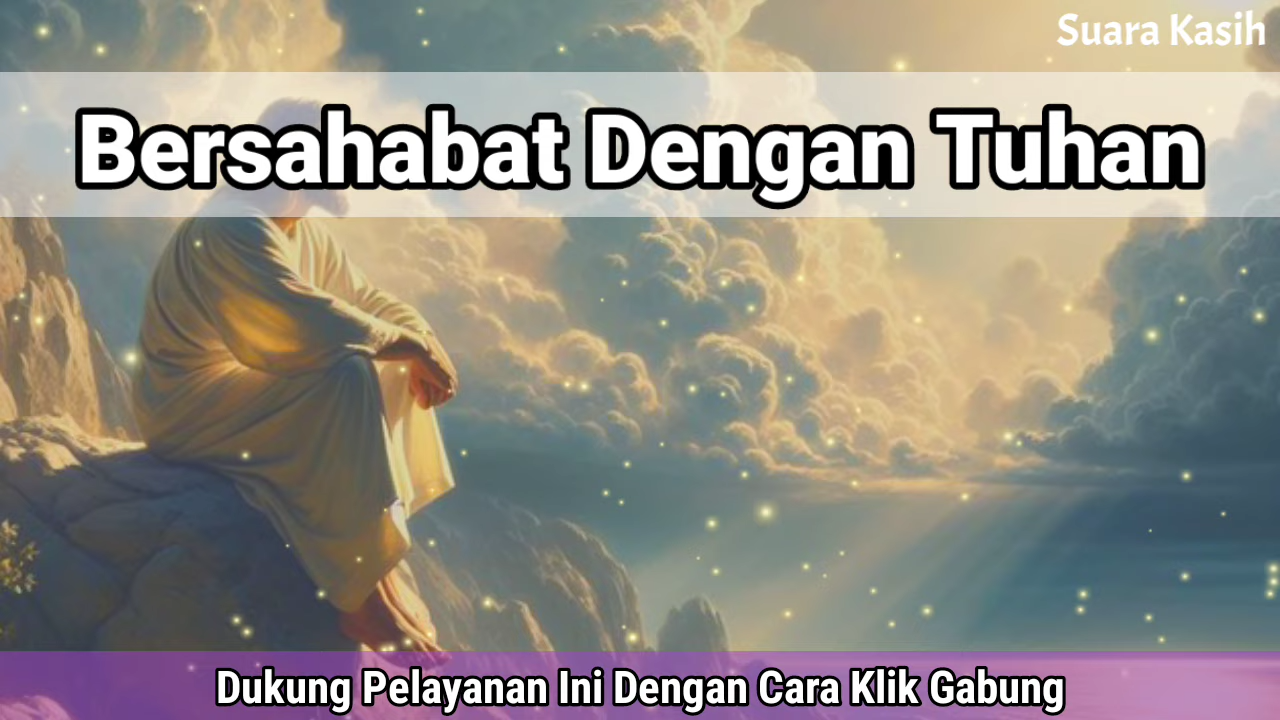 Suara Kasih
Bersahabat Dengan Tuhan
Dukung Pelayanan Ini Dengan Cara Klik Gabung